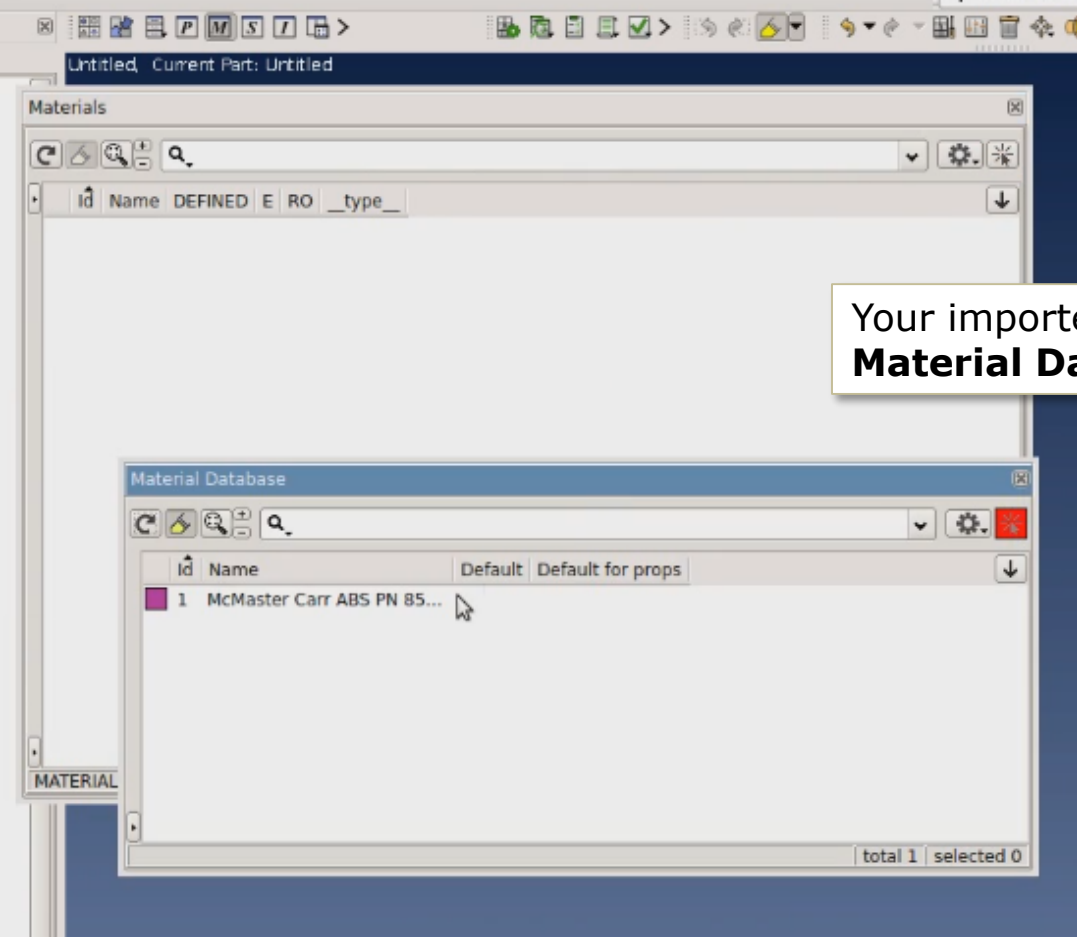 P M S I
Untitled, Current Part: Untitled
Materials
Id Name DEFINED E RO __type__
Your importe
Material Da
Material Database
Id Name Default Default for props
1 McMaster Carr ABS PN 85...
MATERIAL
total 1 selected 0